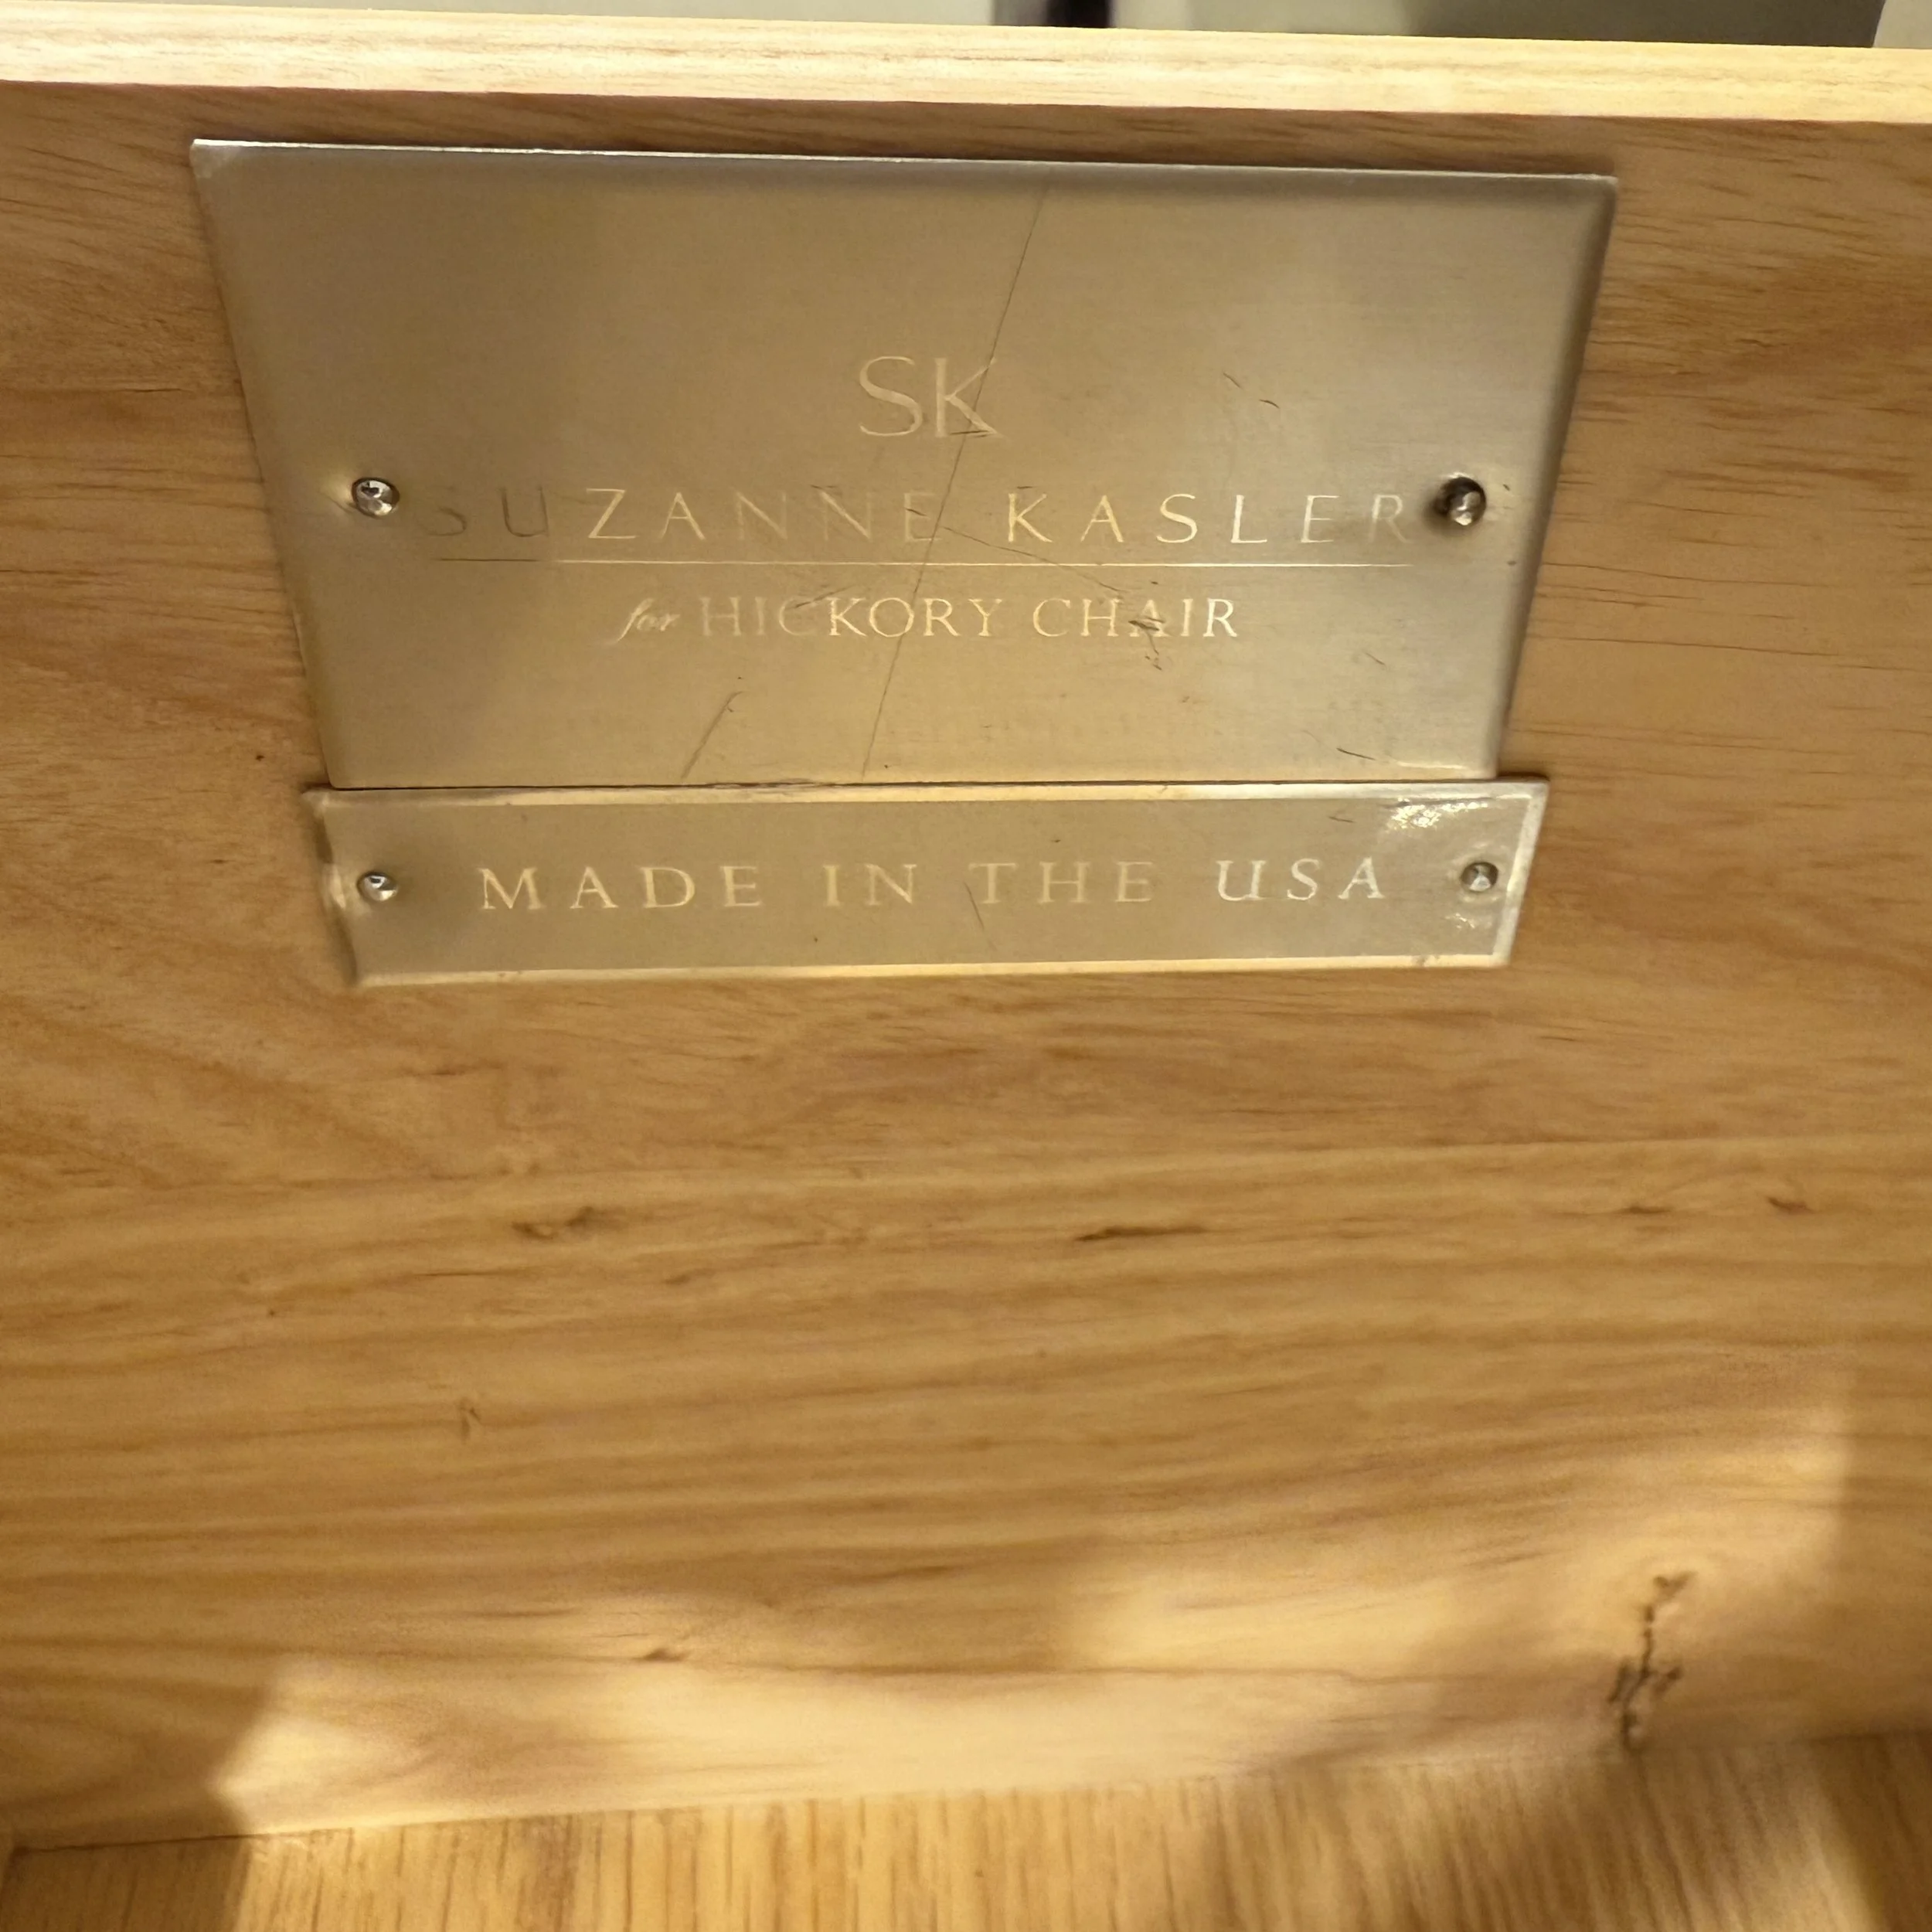 SK
SUZANNE KASLER
for HICKORY CHAIR
MADE IN THE USA